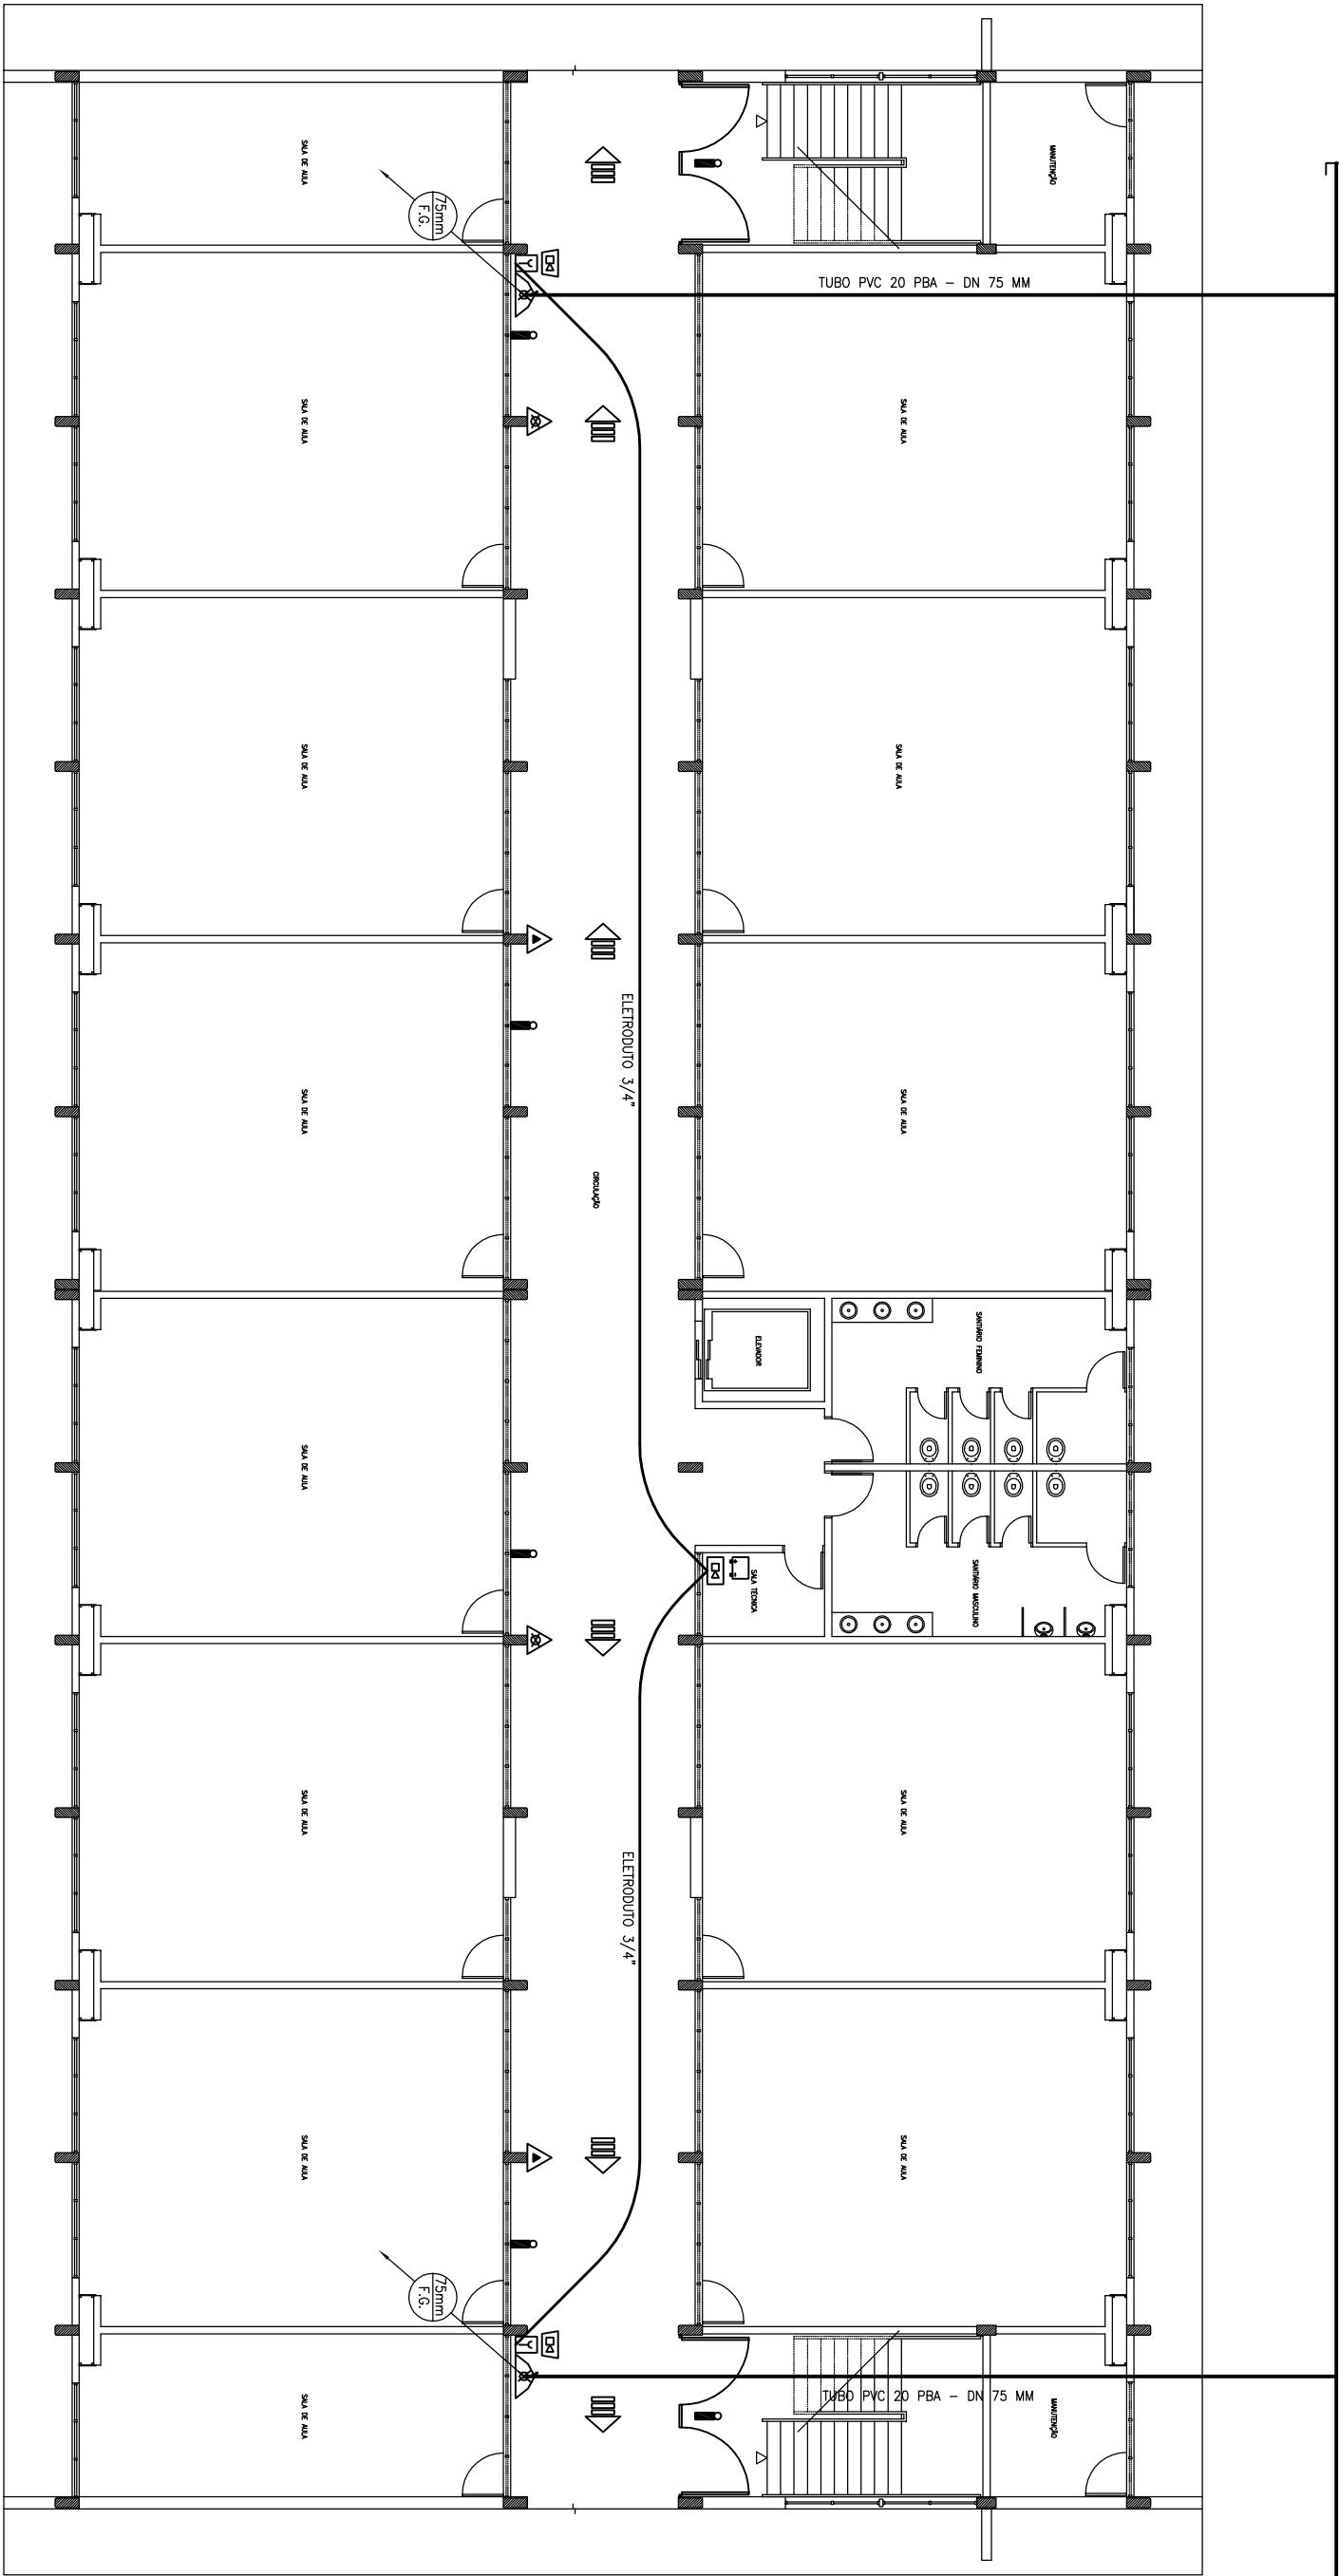 MANUTENÇÃO
SALA DE AULA
75mm
F.G.
TUBO PVC 20 PBA - DN 75 MM
SALA DE AULA
SALA DE AULA
SALA DE AULA
SALA DE AULA
ELETRODUTO 3/4"
SALA DE AULA
SALA DE AULA
CIRCULAÇÃO
ELEVADOR
SANITÁRIO FEMININO
SALA DE AULA
SALA TÉCNICA
SANITÁRIO MASCULINO
SALA DE AULA
SALA DE AULA
ELETRODUTO 3/4"
SALA DE AULA
SALA DE AULA
75mm
F.G.
TUBO PVC 20 PBA - DN 75 MM
SALA DE AULA
MANUTENÇÃO